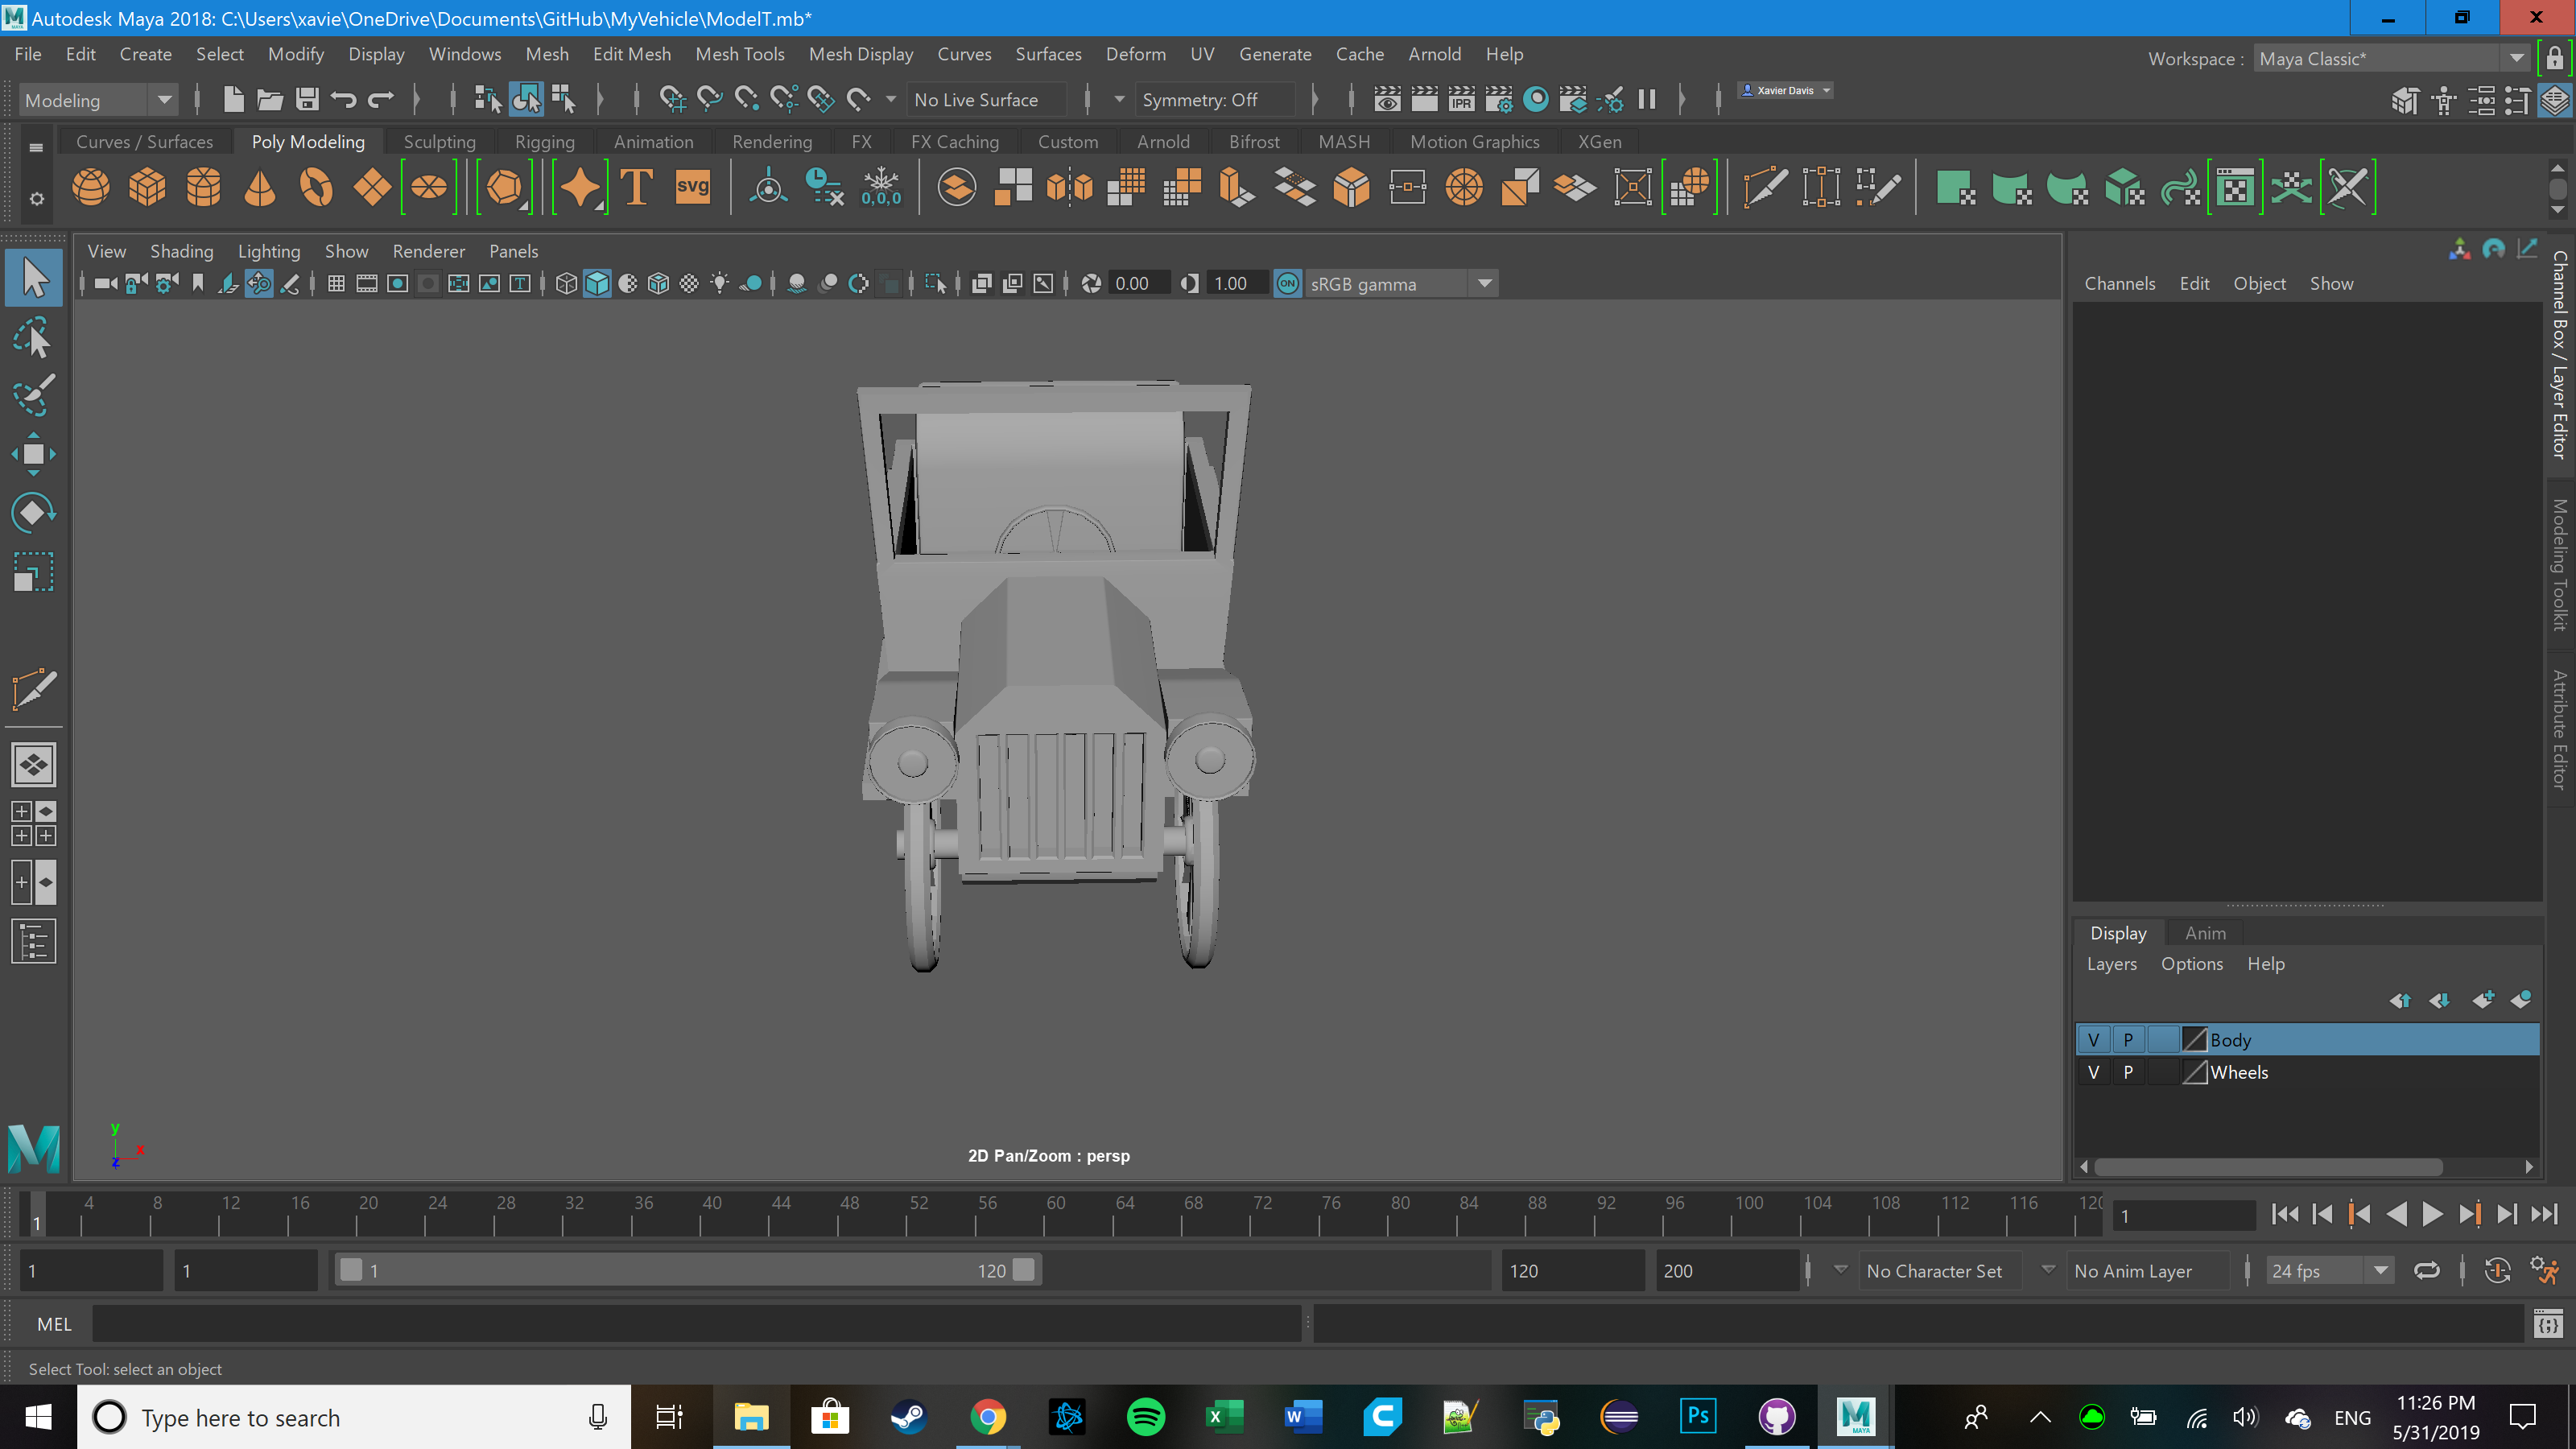 Autodesk Maya 2018: C:\Users\xavie\OneDrive\Documents\GitHub\MyVehicle\ModelT.mb*
File Edit Create Select Modify Display Windows Mesh Edit Mesh Mesh Tools Mesh Display Curves Surfaces Deform UV Generate Cache Arnold Help
Workspace : Maya Classic*
Modeling No Live Surface Symmetry: Off IPR Xavier Davis
Curves / Surfaces Poly Modeling Sculpting Rigging Animation Rendering FX FX Caching Custom Arnold Bifrost MASH Motion Graphics XGen
T svg 0,0,0
View Shading Lighting Show Renderer Panels
0.00 1.00 ON sRGB gamma
Channels Edit Object Show
Channel Box / Layer Editor
Modeling Toolkit
Attribute Editor
Display Anim
Layers Options Help
V P Body
V P Wheels
y
x
z
2D Pan/Zoom : persp
4 8 12 16 20 24 28 32 36 40 44 48 52 56 60 64 68 72 76 80 84 88 92 96 100 104 108 112 116 120
1 1
1 1 1 120 120 200 No Character Set No Anim Layer 24 fps
MEL
Select Tool: select an object
Type here to search
Ps
MAYA
ENG
11:26 PM
5/31/2019